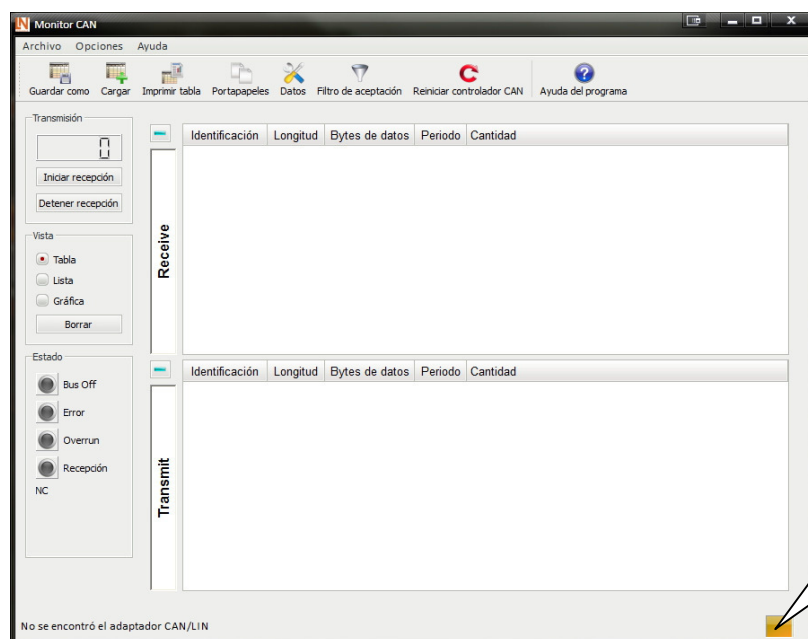 Monitor CAN
Archivo Opciones Ayuda
Guardar como Cargar Imprimir tabla Portapapeles Datos Filtro de aceptación Reiniciar controlador CAN Ayuda del programa
Transmisión
0
Iniciar recepción
Detener recepción
Vista
Tabla
Lista
Gráfica
Borrar
Estado
Bus Off
Error
Overrun
Recepción
NC
Identificación Longitud Bytes de datos Periodo Cantidad
Receive
Identificación Longitud Bytes de datos Periodo Cantidad
Transmit
No se encontró el adaptador CAN/LIN